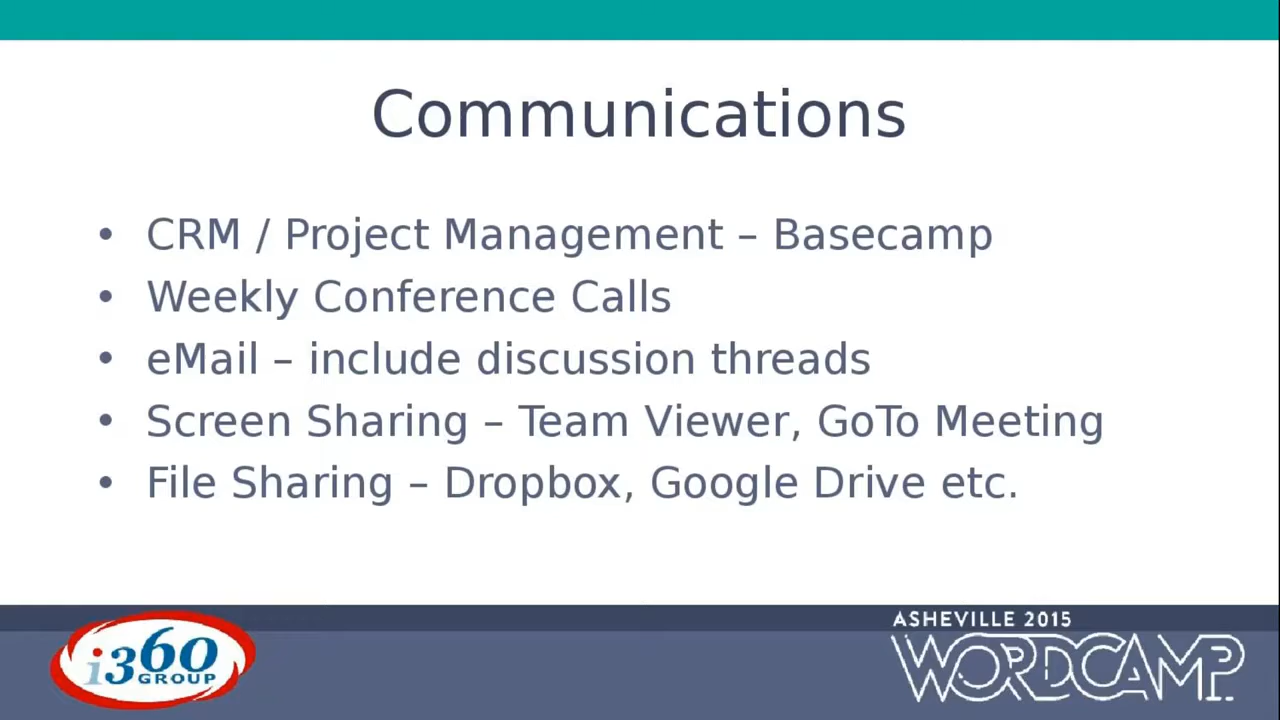 Communications
• CRM / Project Management – Basecamp
• Weekly Conference Calls
• eMail – include discussion threads
• Screen Sharing – Team Viewer, GoTo Meeting
• File Sharing – Dropbox, Google Drive etc.
i360
GROUP
ASHEVILLE 2015
WORDCAMP